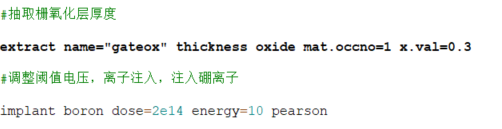 #抽取栅氧化层厚度
extract name="gateox" thickness oxide mat.occno=1 x.val=0.3
#调整阈值电压，离子注入，注入硼离子
implant boron dose=2e14 energy=10 pearson